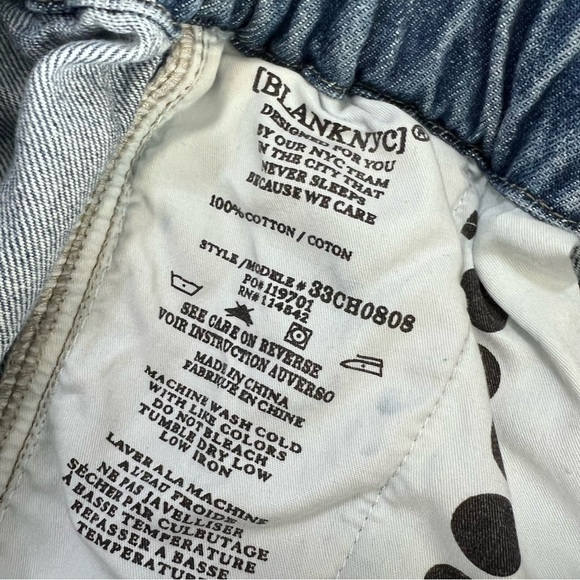 [BLANKNYC]®
DESIGNED FOR YOU
BY OUR NYC-TEAM
IN THE CITY THAT
NEVER SLEEPS
BECAUSE WE CARE
100% COTTON / COTON
STYLE/MODELE # 33CH0808
PO# 119701
RN# 114842
SEE CARE ON REVERSE
VOIR INSTRUCTION AUVERSO
MADE IN CHINA
FABRIQUE EN CHINE
MACHINE WASH COLD
WITH LIKE COLORS
DO NOT BLEACH
TUMBLE DRY, LOW
LOW IRON
LAVER A LA MACHINE
A L'EAU FROIDE
NE PAS JAVELLISER
SÉCHER PAR CULBUTAGE
À BASSE TEMPERATURE
REPASSER A BASSE
TEMPERATURE